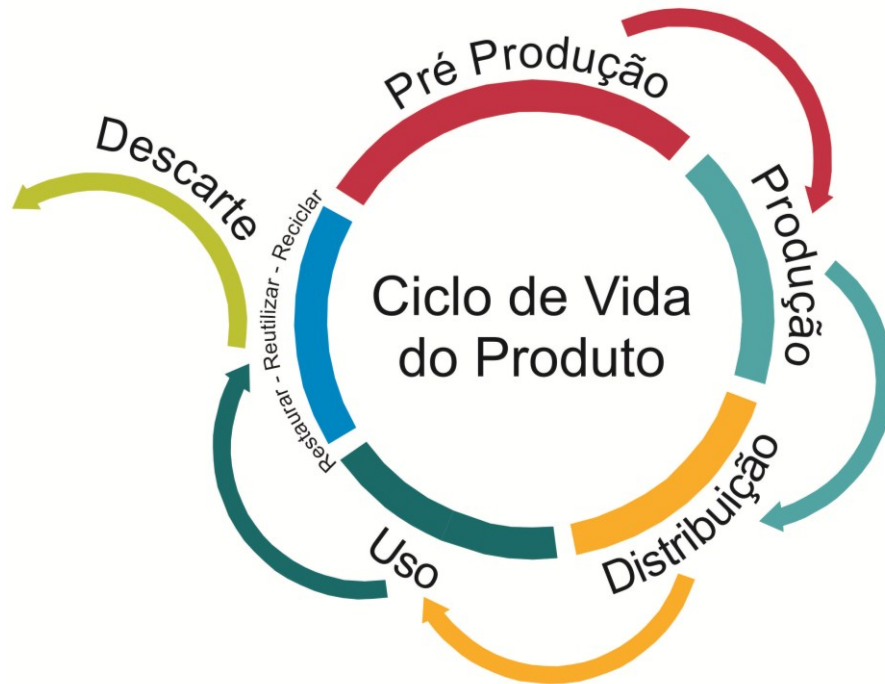 Ciclo de Vida
do Produto
Pré Produção
Produção
Distribuição
Uso
Restaurar - Reutilizar - Reciclar
Descarte